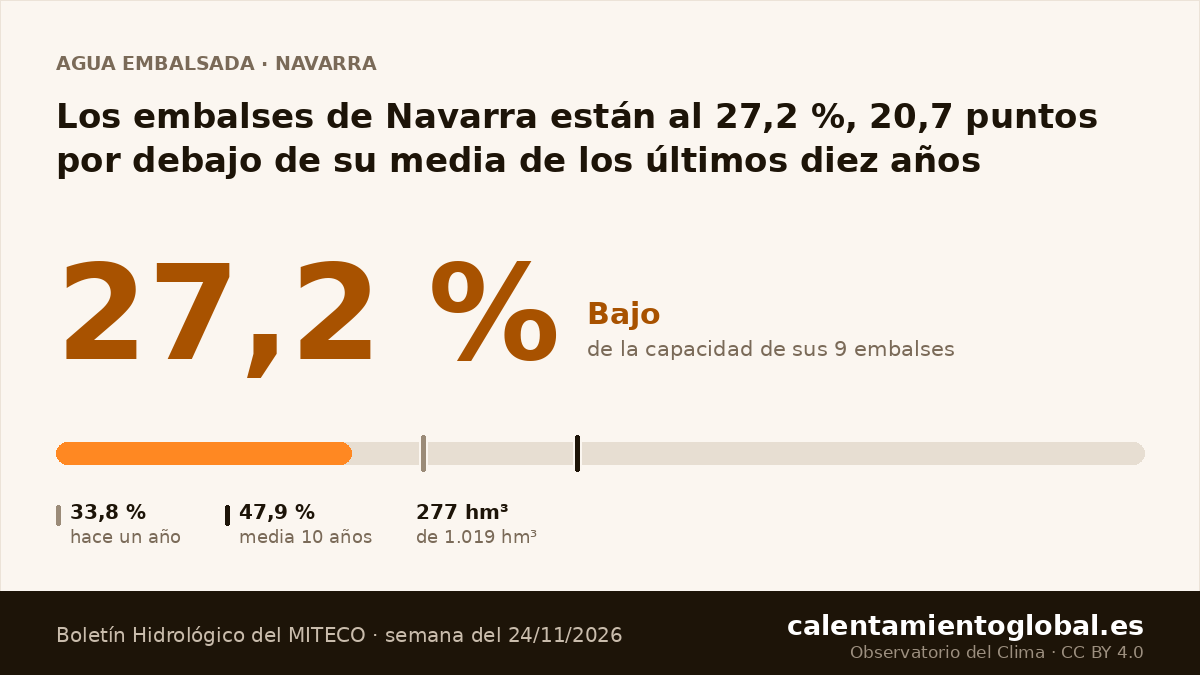 AGUA EMBALSADA · NAVARRA
Los embalses de Navarra están al 27,2 %, 20,7 puntos
por debajo de su media de los últimos diez años
27,2 %
Bajo
de la capacidad de sus 9 embalses
33,8 %
hace un año
47,9 %
media 10 años
277 hm³
de 1.019 hm³
Boletín Hidrológico del MITECO · semana del 24/11/2026
calentamientoglobal.es
Observatorio del Clima · CC BY 4.0